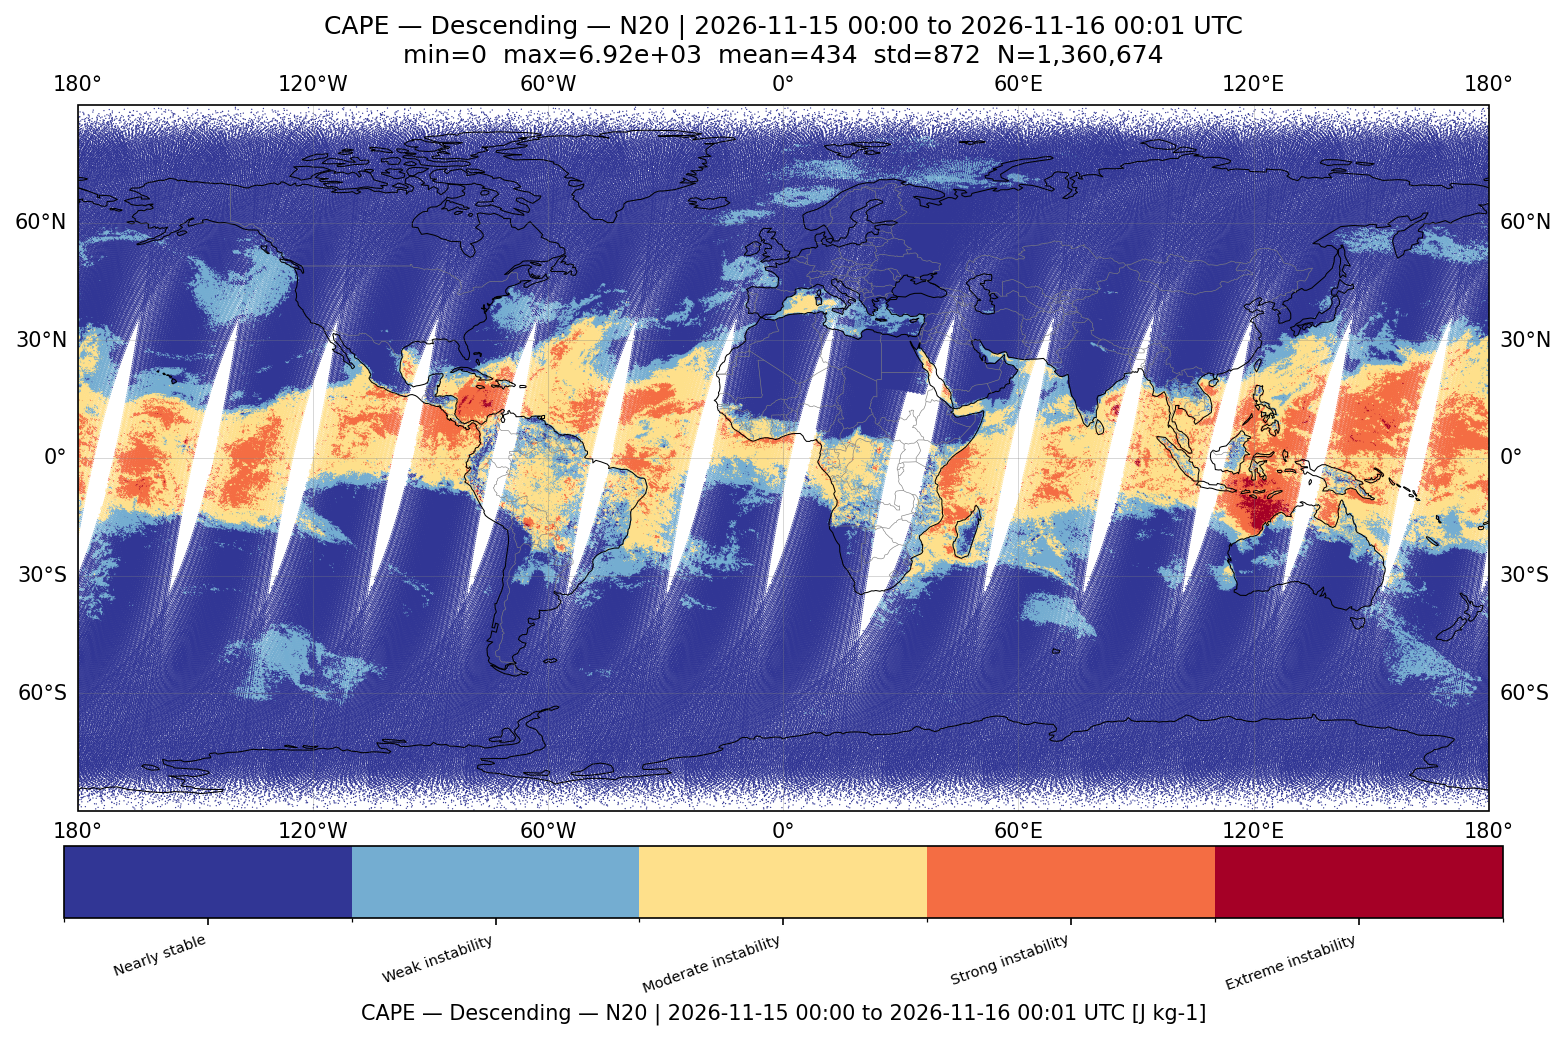 CAPE — Descending — N20 | 2026-11-15 00:00 to 2026-11-16 00:01 UTC
min=0 max=6.92e+03 mean=434 std=872 N=1,360,674
180° 120°W 60°W 0° 60°E 120°E 180°
60°N 60°N
30°N 30°N
0° 0°
30°S 30°S
60°S 60°S
180° 120°W 60°W 0° 60°E 120°E 180°
Nearly stable Weak instability Moderate instability Strong instability Extreme instability
CAPE — Descending — N20 | 2026-11-15 00:00 to 2026-11-16 00:01 UTC [J kg-1]